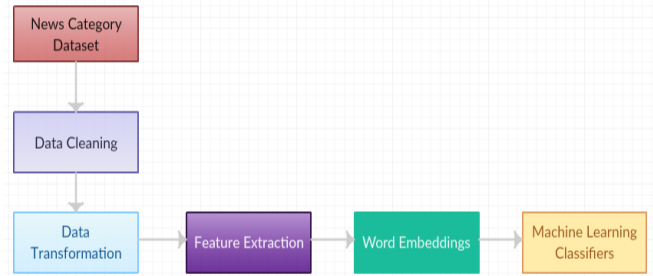 News Category
Dataset
Data Cleaning
Data
Transformation
Feature Extraction
Word Embeddings
Machine Learning
Classifiers